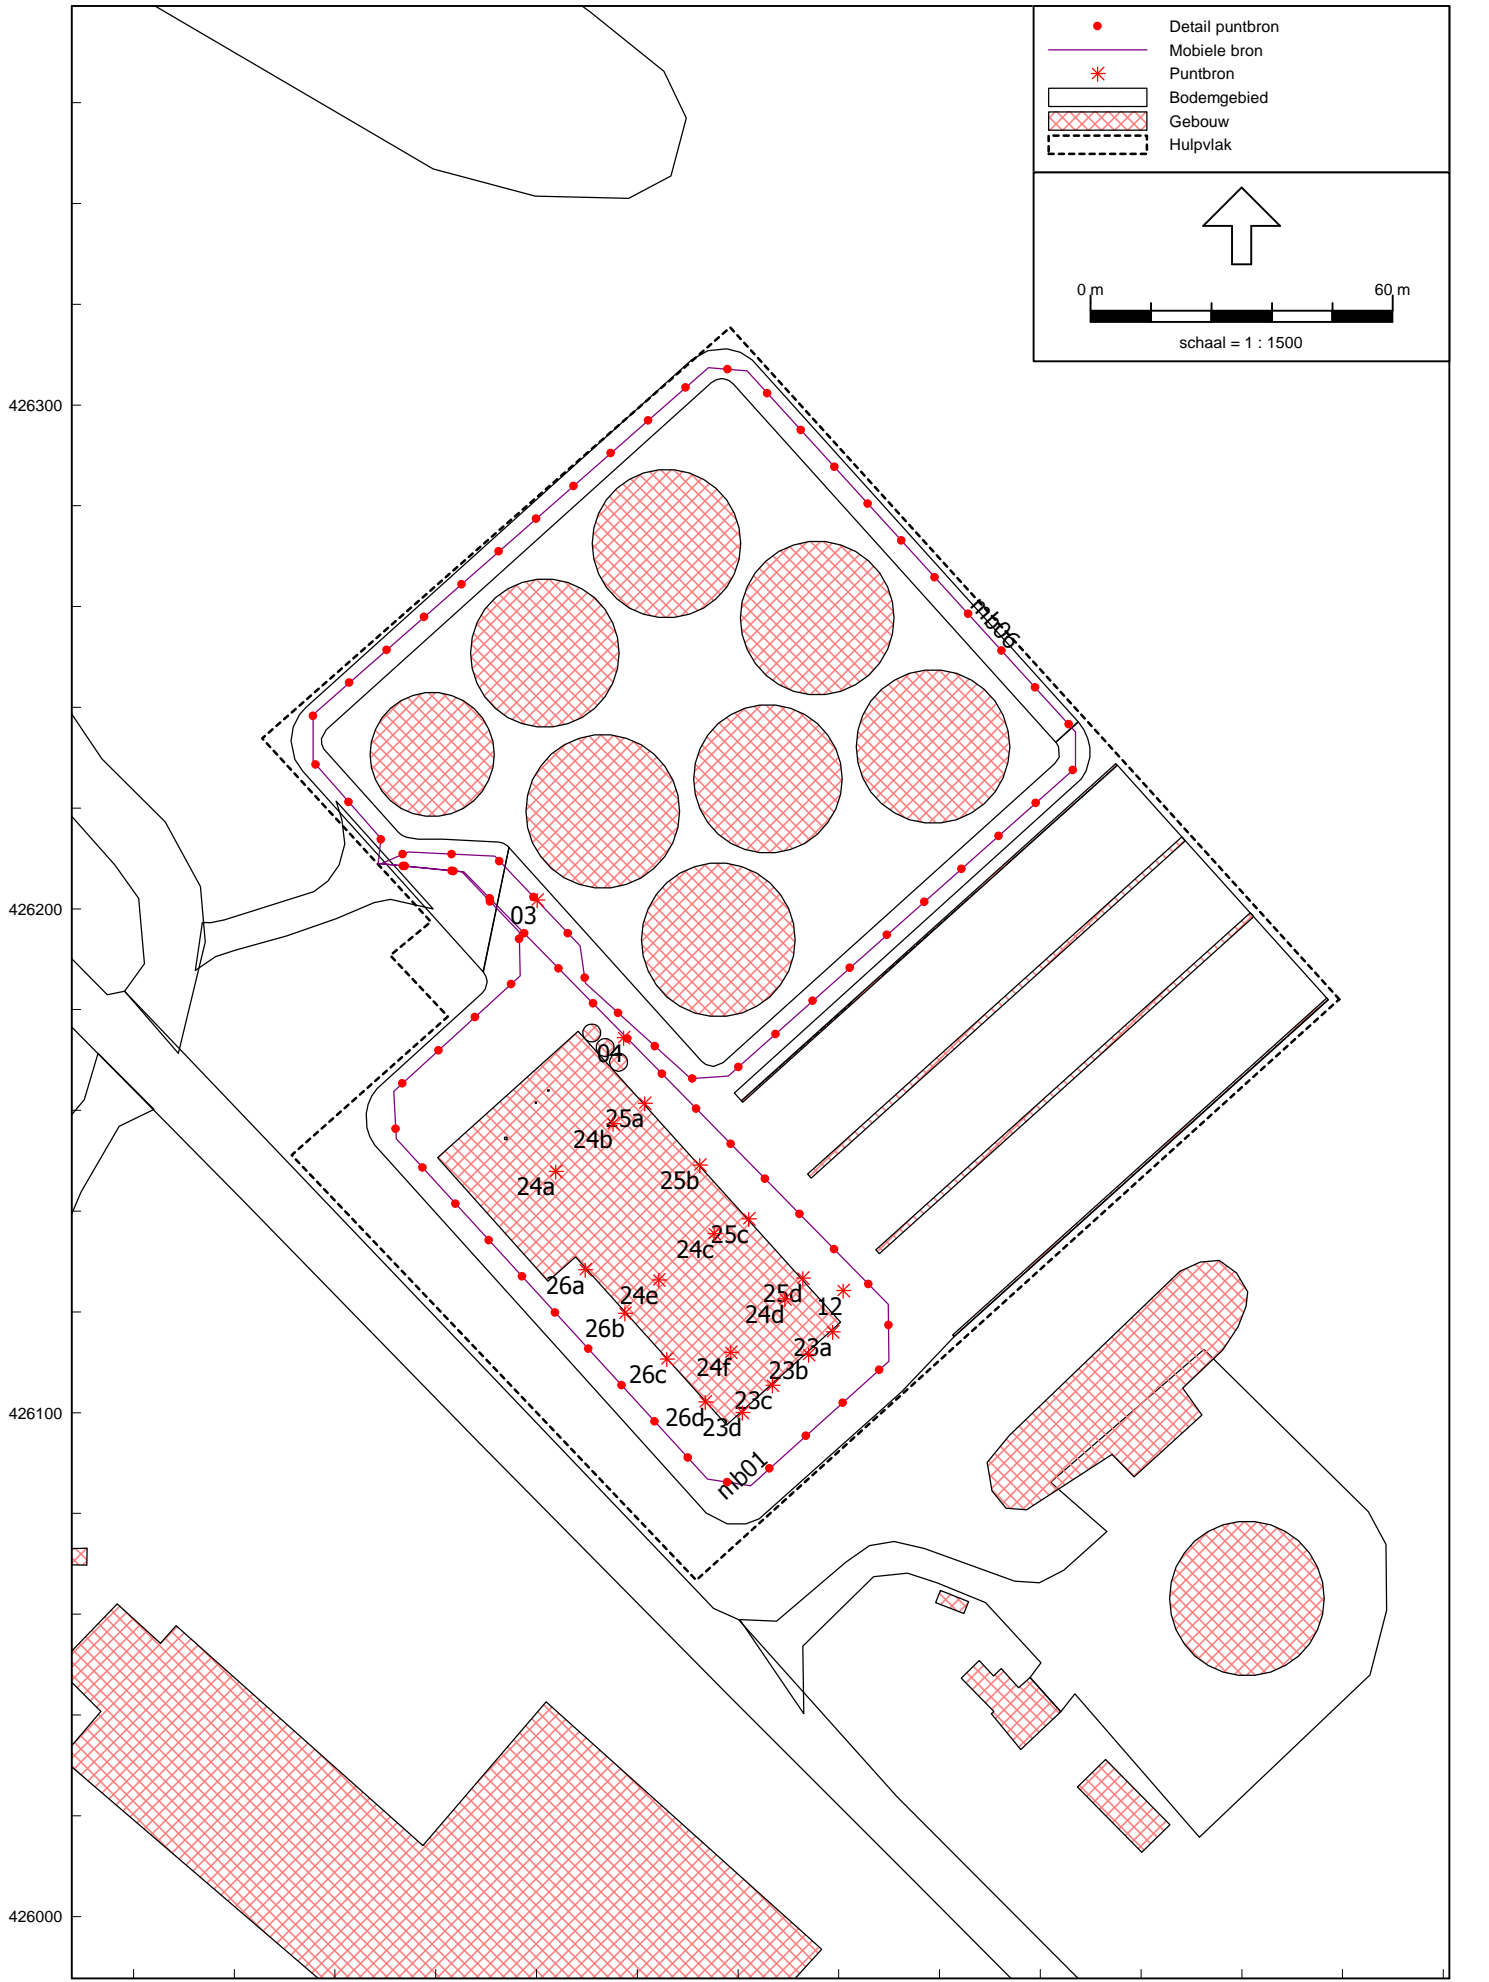 Detail puntbron
Mobiele bron
Puntbron
Bodemgebied
Gebouw
Hulpvlak
0 m
60 m
schaal = 1 : 1500
426300
mb06
426200
03
04
25a
24b
25b
24a
25c
24c
26a
24e
25d
24d
12
26b
23a
24f
26c
23b
23c
426100
26d
23d
mb01
426000